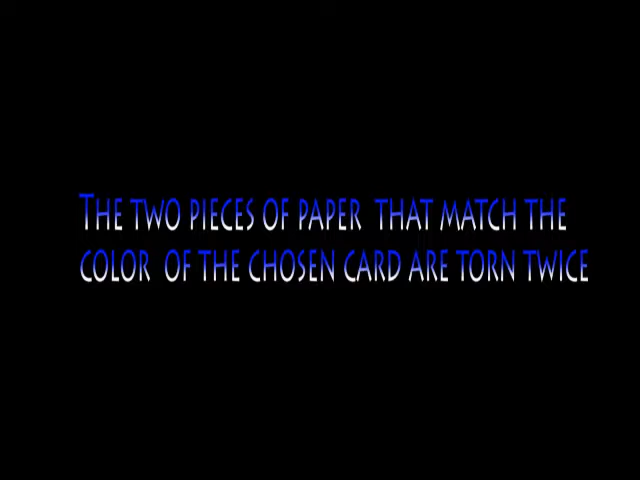 The two pieces of paper that match the
color of the chosen card are torn twice